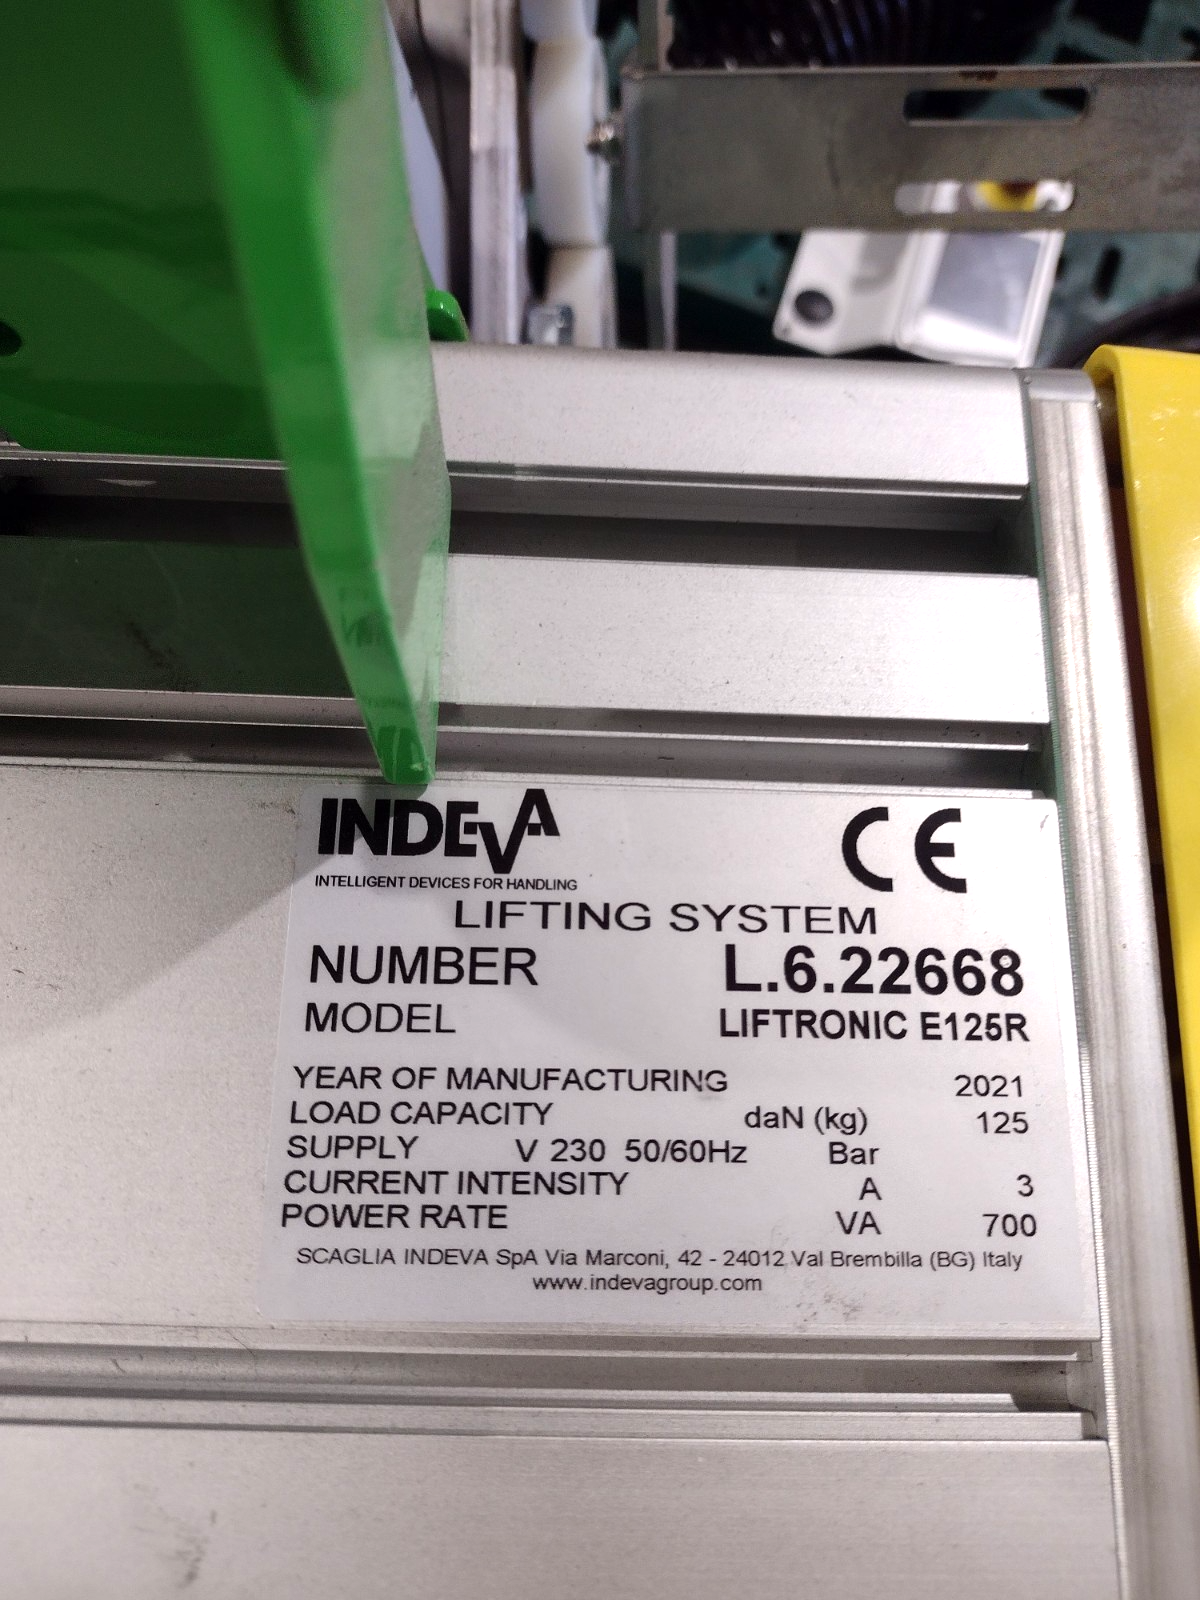 INDEVA
INTELLIGENT DEVICES FOR HANDLING
CE
LIFTING SYSTEM
NUMBER L.6.22668
MODEL LIFTRONIC E125R
YEAR OF MANUFACTURING 2021
LOAD CAPACITY daN (kg) 125
SUPPLY V 230 50/60Hz Bar
CURRENT INTENSITY A 3
POWER RATE VA 700
SCAGLIA INDEVA SpA Via Marconi, 42 - 24012 Val Brembilla (BG) Italy
www.indevagroup.com